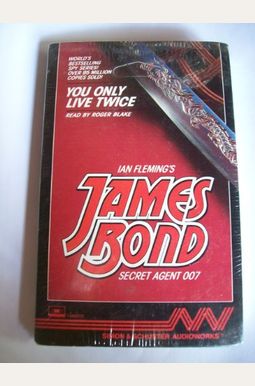 WORLD'S
BESTSELLING
SPY SERIES!
OVER 95 MILLION
COPIES SOLD!
YOU ONLY
LIVE TWICE
READ BY ROGER BLAKE
IAN FLEMING'S
JAMES
BOND
SECRET AGENT 007
SIMON & SCHUSTER AUDIOWORKS